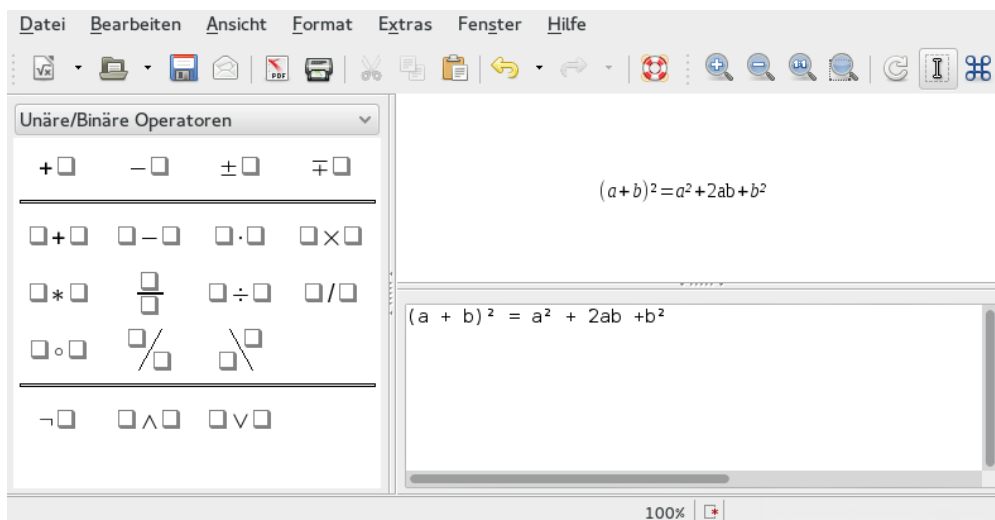 Datei Bearbeiten Ansicht Format Extras Fenster Hilfe
√x PDF
Unäre/Binäre Operatoren
+□ −□ ±□ ∓□
□+□ □−□ □·□ □×□
□∗□ □/□ □÷□ □/□
□∘□ □/□ □\□
¬□ □∧□ □∨□
(a+b)²=a²+2ab+b²
(a + b)² = a² + 2ab +b²
100%